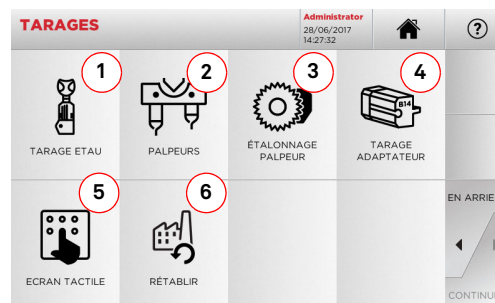 TARAGES
Administrator
28/06/2017
14:27:32
?
1
2
3
4
B14
TARAGE ETAU
PALPEURS
ÉTALONNAGE
PALPEUR
TARAGE
ADAPTATEUR
5
6
EN ARRIE
ECRAN TACTILE
RÉTABLIR
CONTINU